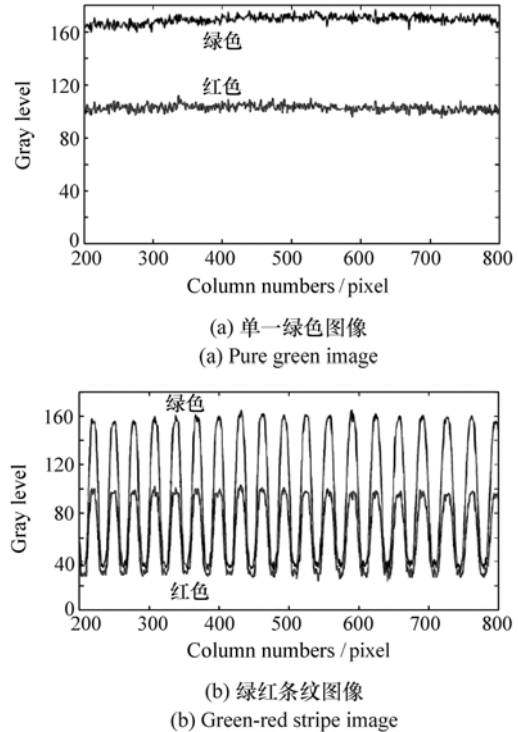 160
120
80
40
0
Gray level
绿色
红色
200 300 400 500 600 700 800
Column numbers/pixel
(a) 单一绿色图像
(a) Pure green image
160
120
80
40
0
Gray level
绿色
红色
200 300 400 500 600 700 800
Column numbers/pixel
(b) 绿红条纹图像
(b) Green-red stripe image